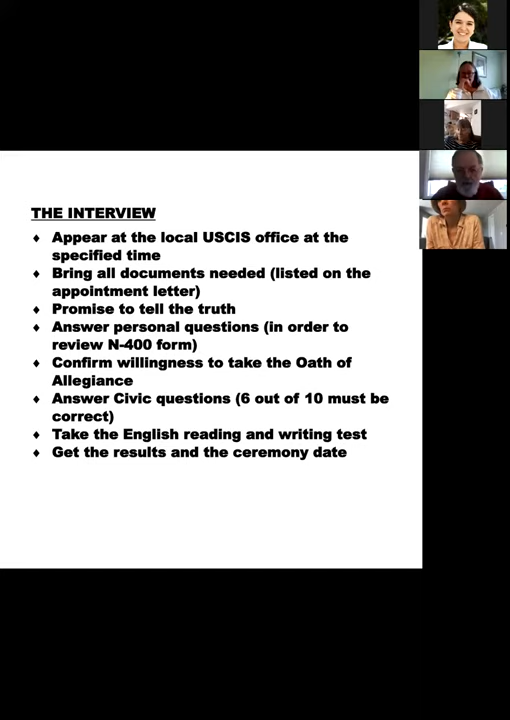 THE INTERVIEW
♦ Appear at the local USCIS office at the
specified time
♦ Bring all documents needed (listed on the
appointment letter)
♦ Promise to tell the truth
♦ Answer personal questions (in order to
review N-400 form)
♦ Confirm willingness to take the Oath of
Allegiance
♦ Answer Civic questions (6 out of 10 must be
correct)
♦ Take the English reading and writing test
♦ Get the results and the ceremony date